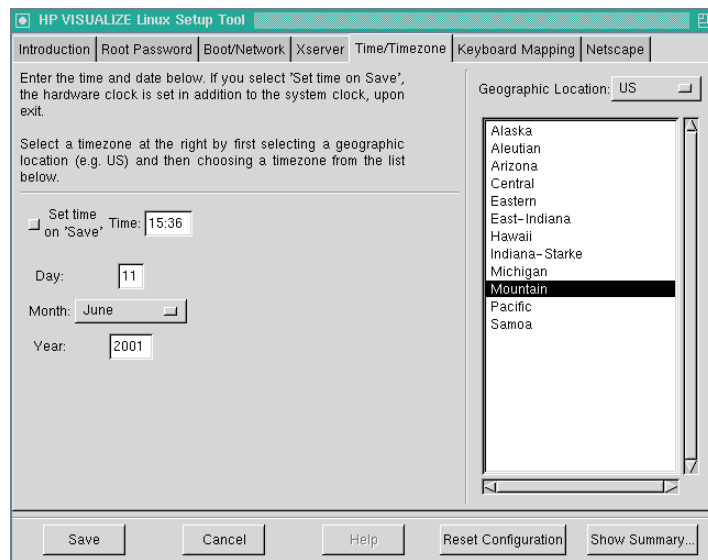 HP VISUALIZE Linux Setup Tool
Introduction Root Password Boot/Network Xserver Time/Timezone Keyboard Mapping Netscape
Enter the time and date below. If you select 'Set time on Save',
the hardware clock is set in addition to the system clock, upon
exit.
Select a timezone at the right by first selecting a geographic
location (e.g. US) and then choosing a timezone from the list
below.
Set time
on 'Save'
Time: 15:36
Day: 11
Month: June
Year: 2001
Geographic Location: US
Alaska
Aleutian
Arizona
Central
Eastern
East-Indiana
Hawaii
Indiana-Starke
Michigan
Mountain
Pacific
Samoa
Save Cancel Help Reset Configuration Show Summary...